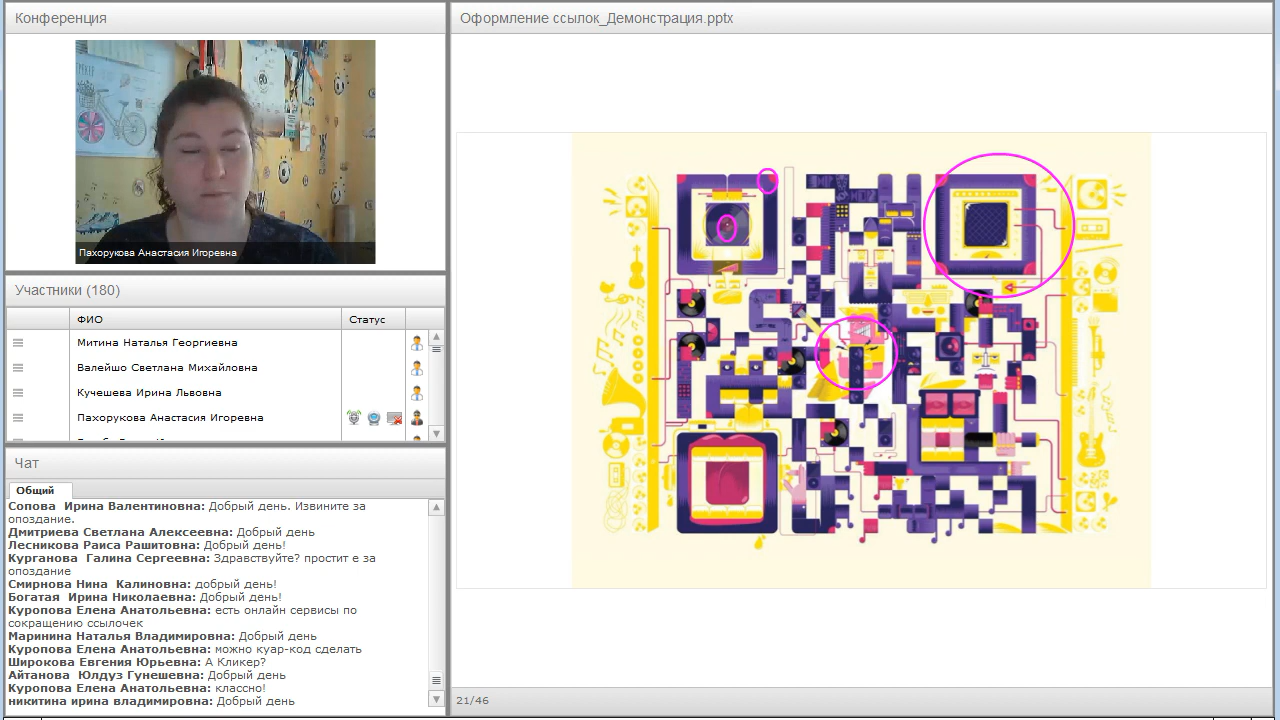 Конференция
Пахорукова Анастасия Игоревна
Участники (180)
ФИО Статус
Митина Наталья Георгиевна
Валейшо Светлана Михайловна
Кучешева Ирина Львовна
Пахорукова Анастасия Игоревна
Чат
Общий
Сопова Ирина Валентиновна: Добрый день. Извините за
опоздание.
Дмитриева Светлана Алексеевна: Добрый день
Лесникова Раиса Рашитовна: Добрый день!
Курганова Галина Сергеевна: Здравствуйте? простит е за
опоздание
Смирнова Нина Калиновна: добрый день!
Богатая Ирина Николаевна: Добрый день!
Куропова Елена Анатольевна: есть онлайн сервисы по
сокращению ссылочек
Маринина Наталья Владимировна: Добрый день
Куропова Елена Анатольевна: можно куар-код сделать
Широкова Евгения Юрьевна: А Кликер?
Айтанова Юлдуз Гунешевна: Добрый день
Куропова Елена Анатольевна: классно!
никитина ирина владимировна: Добрый день
Оформление ссылок_Демонстрация.pptx
21/46